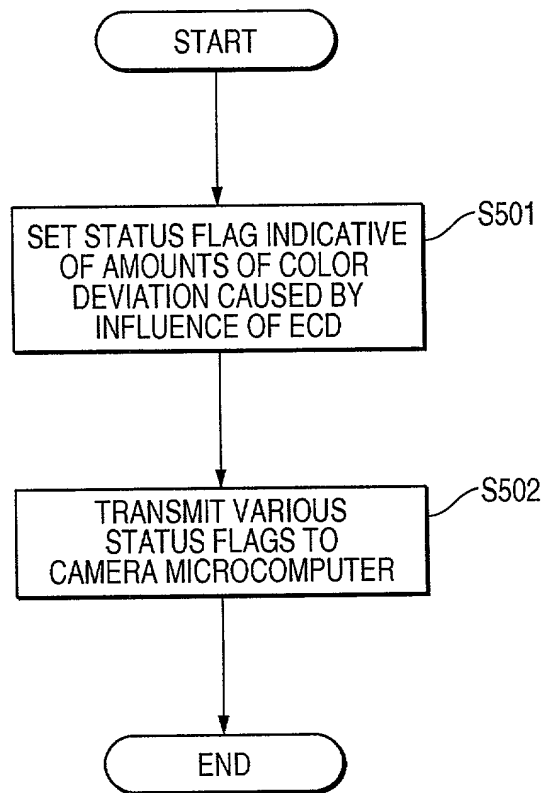 START
SET STATUS FLAG INDICATIVE
OF AMOUNTS OF COLOR
DEVIATION CAUSED BY
INFLUENCE OF ECD
S501
TRANSMIT VARIOUS
STATUS FLAGS TO
CAMERA MICROCOMPUTER
S502
END